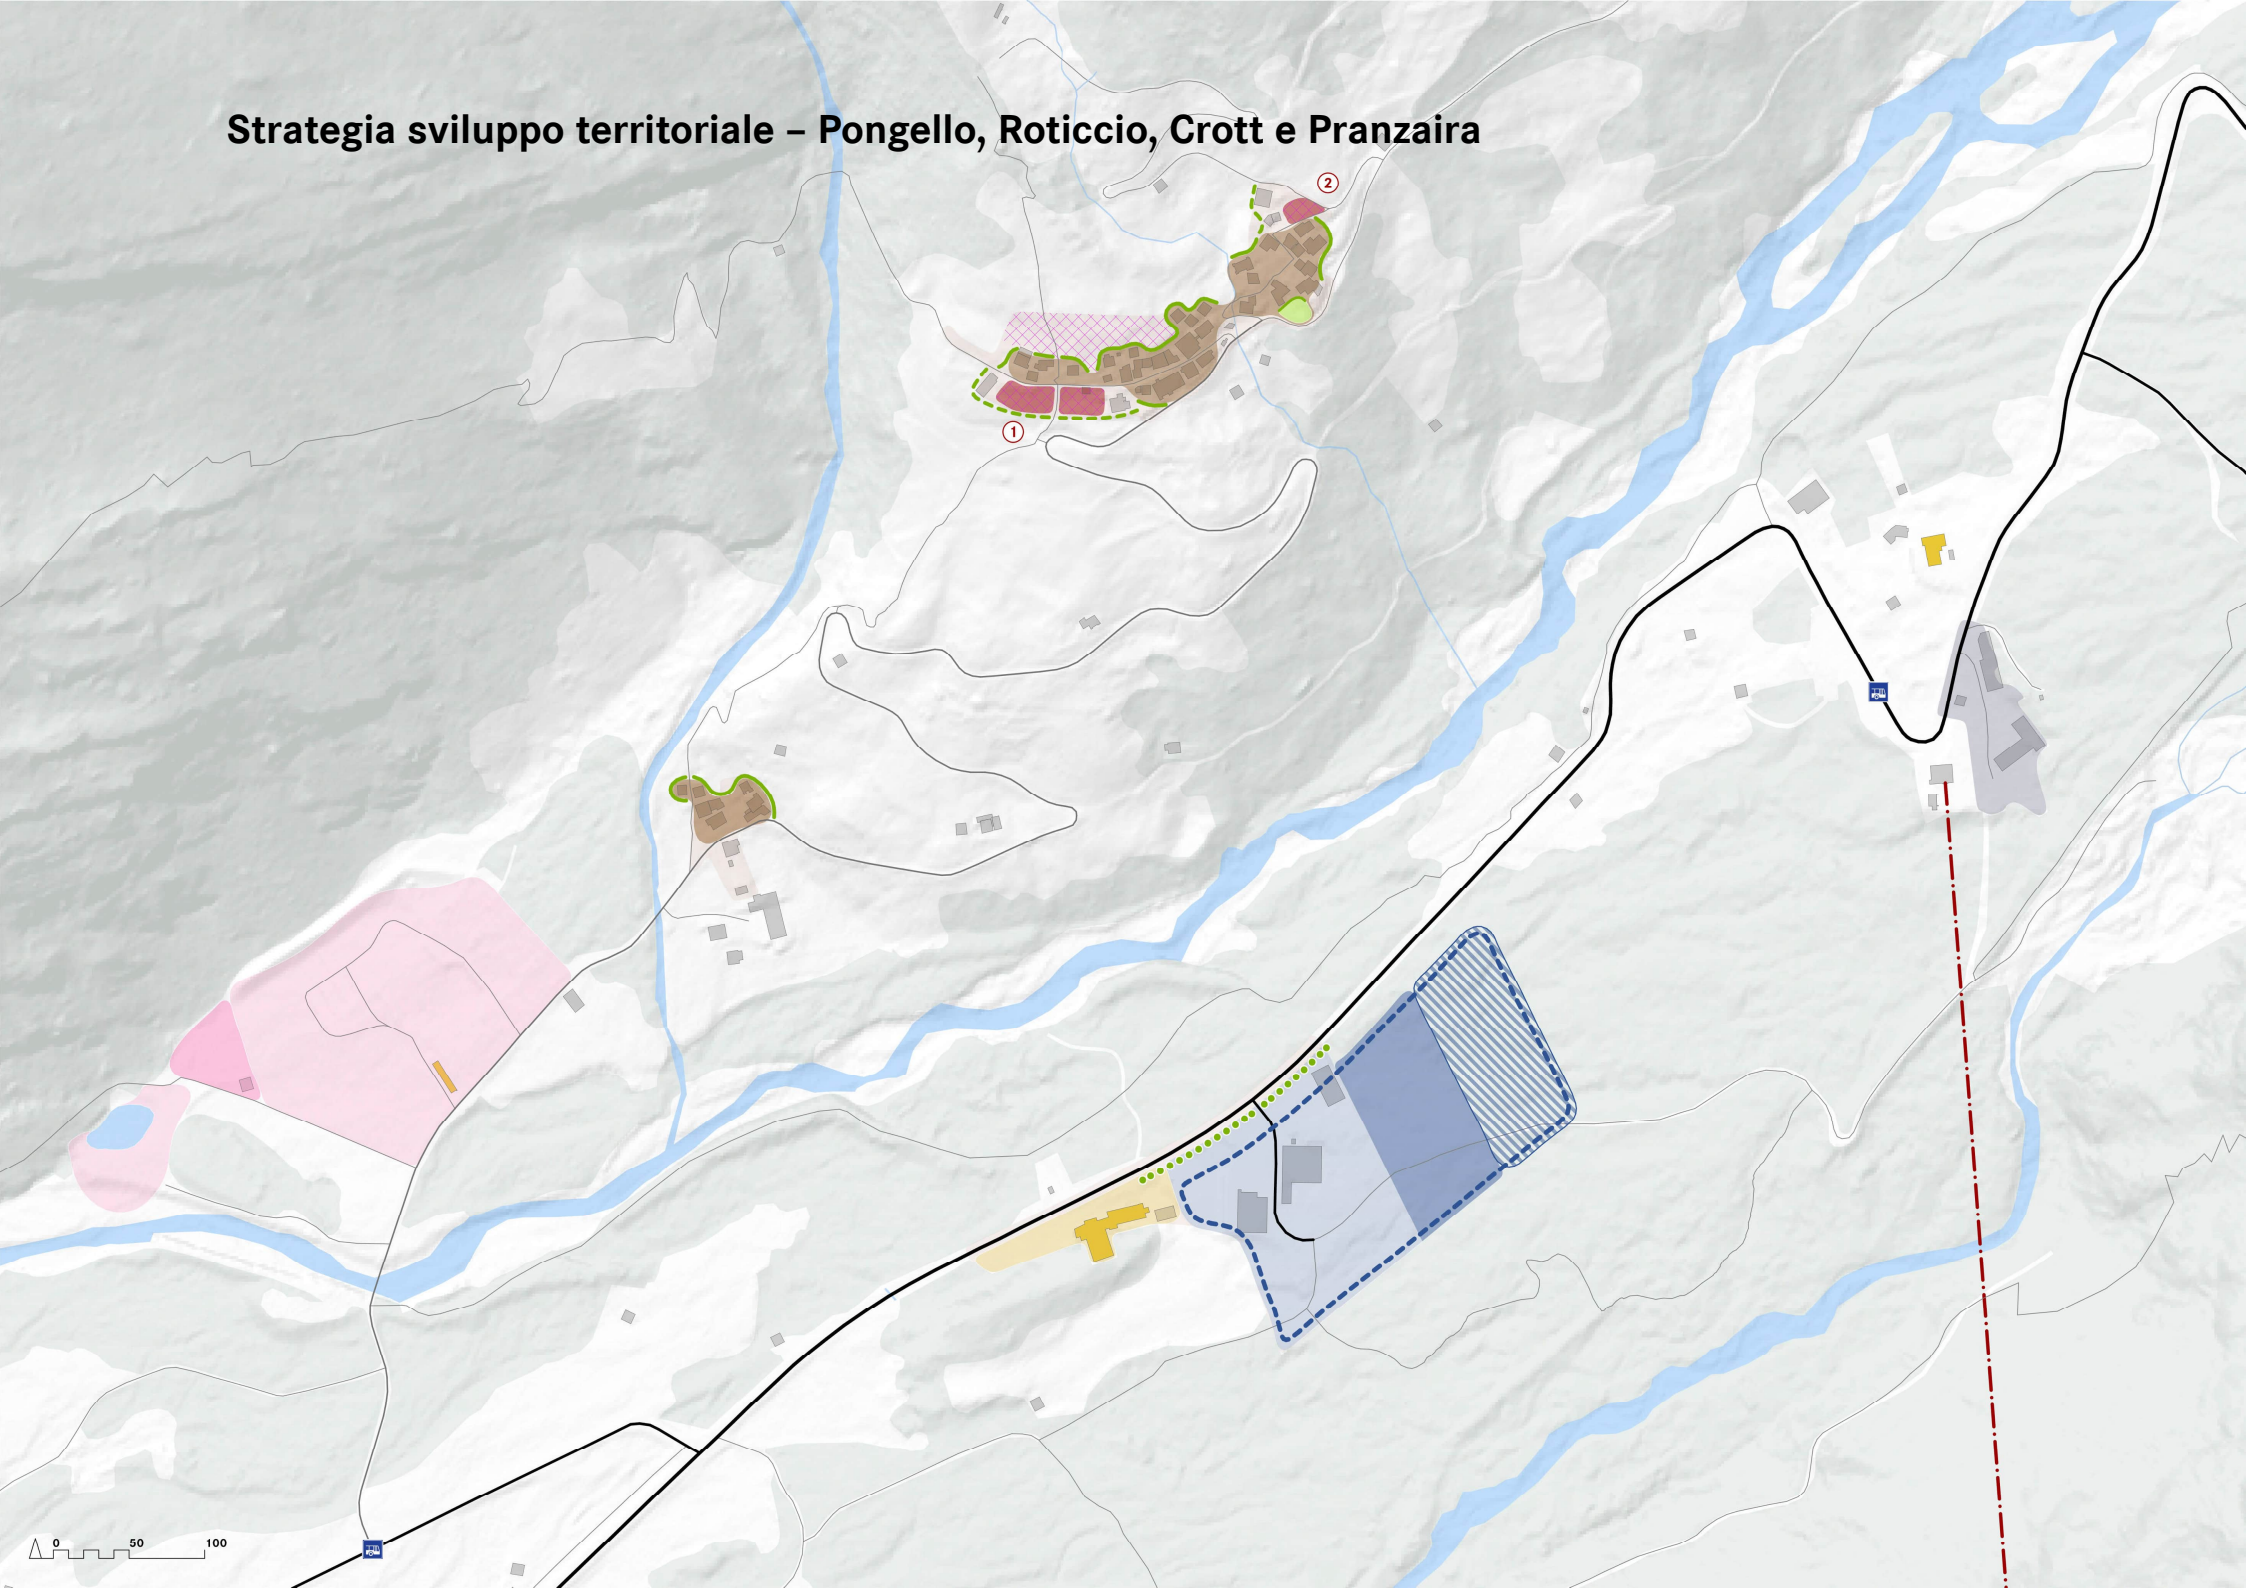 Strategia sviluppo territoriale – Pongello, Roticcio, Crott e Pranzaira
2
1
0 50 100